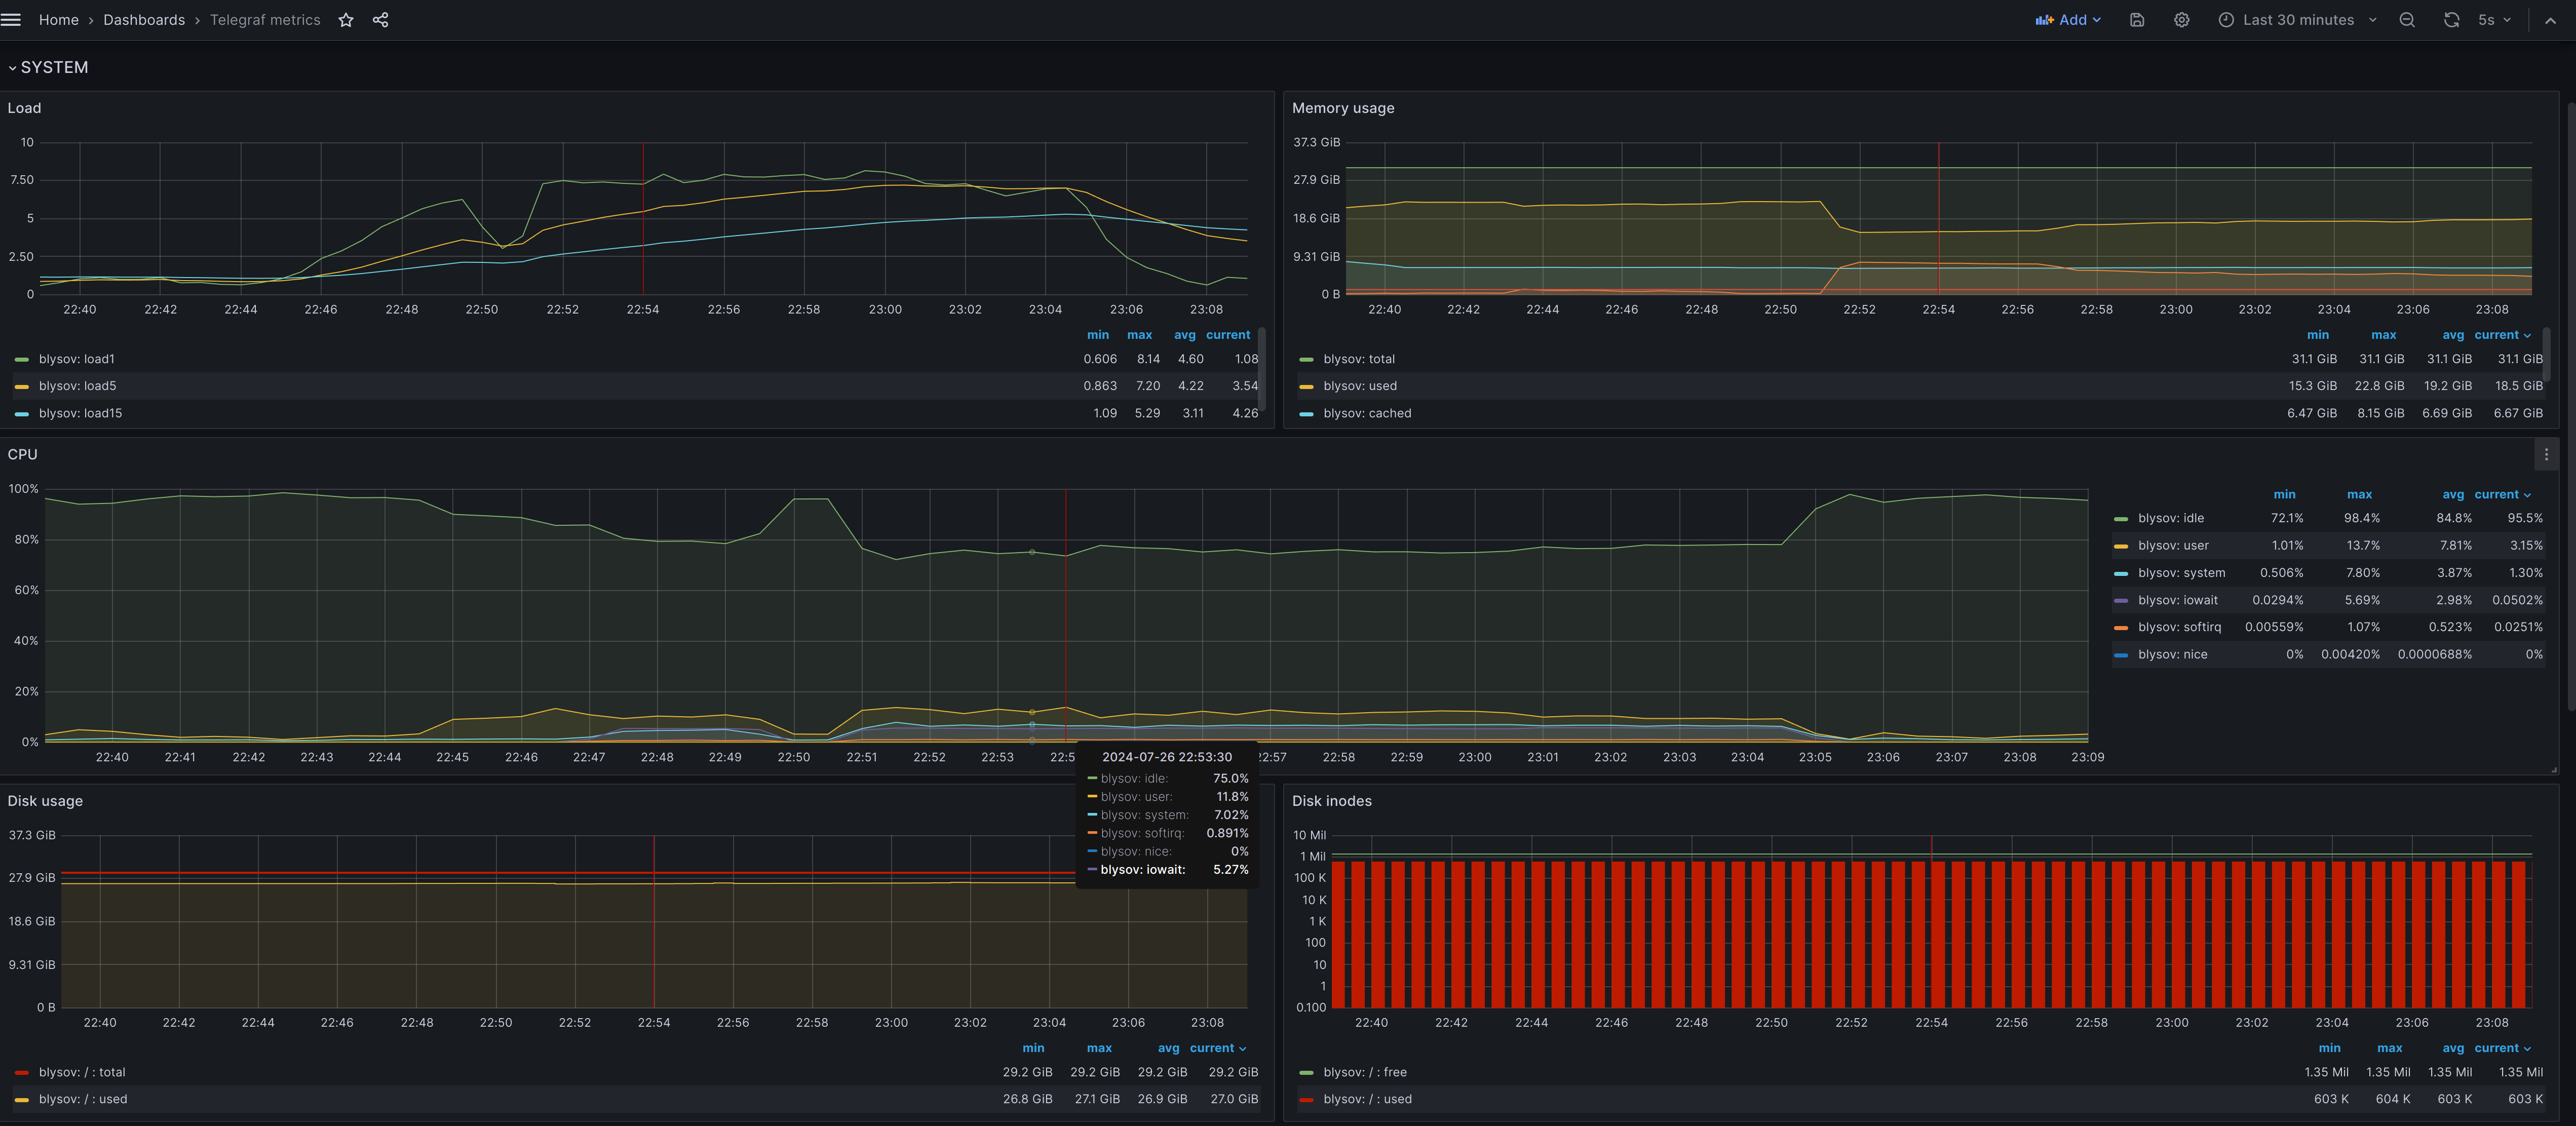 Home › Dashboards › Telegraf metrics
Add
Last 30 minutes
5s
SYSTEM
Load
10
7.50
5
2.50
0
22:40 22:42 22:44 22:46 22:48 22:50 22:52 22:54 22:56 22:58 23:00 23:02 23:04 23:06 23:08
min max avg current
blysov: load1 0.606 8.14 4.60 1.08
blysov: load5 0.863 7.20 4.22 3.54
blysov: load15 1.09 5.29 3.11 4.26
Memory usage
37.3 GiB
27.9 GiB
18.6 GiB
9.31 GiB
0 B
22:40 22:42 22:44 22:46 22:48 22:50 22:52 22:54 22:56 22:58 23:00 23:02 23:04 23:06 23:08
min max avg current
blysov: total 31.1 GiB 31.1 GiB 31.1 GiB 31.1 GiB
blysov: used 15.3 GiB 22.8 GiB 19.2 GiB 18.5 GiB
blysov: cached 6.47 GiB 8.15 GiB 6.69 GiB 6.67 GiB
CPU
100%
80%
60%
40%
20%
0%
22:40 22:41 22:42 22:43 22:44 22:45 22:46 22:47 22:48 22:49 22:50 22:51 22:52 22:53 22:5 22:57 22:58 22:59 23:00 23:01 23:02 23:03 23:04 23:05 23:06 23:07 23:08 23:09
min max avg current
blysov: idle 72.1% 98.4% 84.8% 95.5%
blysov: user 1.01% 13.7% 7.81% 3.15%
blysov: system 0.506% 7.80% 3.87% 1.30%
blysov: iowait 0.0294% 5.69% 2.98% 0.0502%
blysov: softirq 0.00559% 1.07% 0.523% 0.0251%
blysov: nice 0% 0.00420% 0.0000688% 0%
2024-07-26 22:53:30
blysov: idle: 75.0%
blysov: user: 11.8%
blysov: system: 7.02%
blysov: softirq: 0.891%
blysov: nice: 0%
blysov: iowait: 5.27%
Disk usage
37.3 GiB
27.9 GiB
18.6 GiB
9.31 GiB
0 B
22:40 22:42 22:44 22:46 22:48 22:50 22:52 22:54 22:56 22:58 23:00 23:02 23:04 23:06 23:08
min max avg current
blysov: / : total 29.2 GiB 29.2 GiB 29.2 GiB 29.2 GiB
blysov: / : used 26.8 GiB 27.1 GiB 26.9 GiB 27.0 GiB
Disk inodes
10 Mil
1 Mil
100 K
10 K
1 K
100
10
1
0.100
22:40 22:42 22:44 22:46 22:48 22:50 22:52 22:54 22:56 22:58 23:00 23:02 23:04 23:06 23:08
min max avg current
blysov: / : free 1.35 Mil 1.35 Mil 1.35 Mil 1.35 Mil
blysov: / : used 603 K 604 K 603 K 603 K